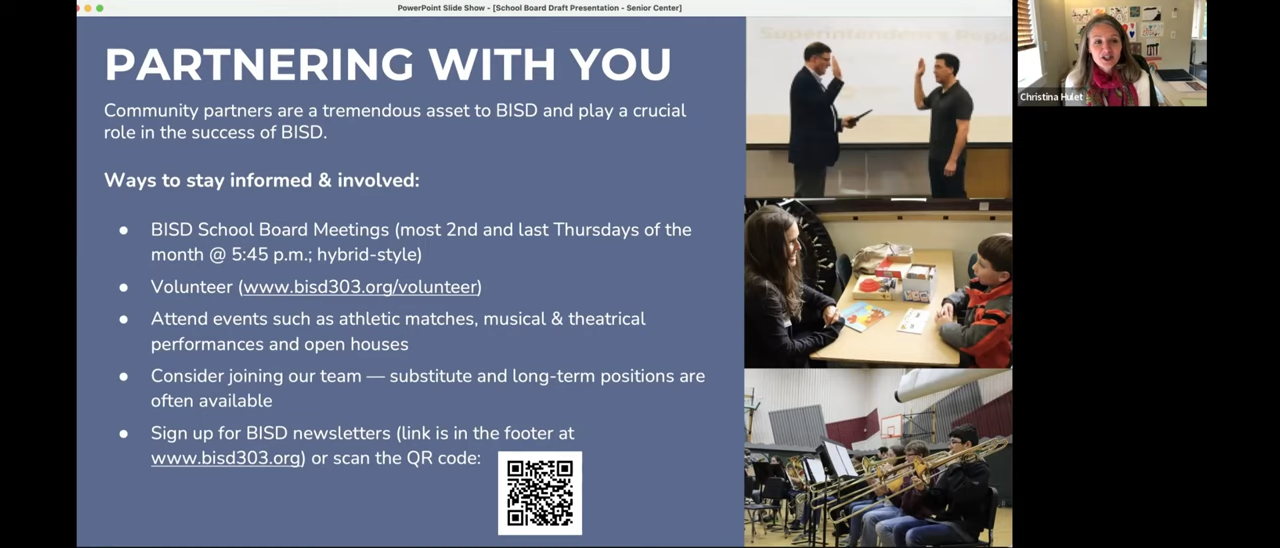 PowerPoint Slide Show - [School Board Draft Presentation - Senior Center]
PARTNERING WITH YOU
Community partners are a tremendous asset to BISD and play a crucial
role in the success of BISD.
Ways to stay informed & involved:
● BISD School Board Meetings (most 2nd and last Thursdays of the
month @ 5:45 p.m.; hybrid-style)
● Volunteer (www.bisd303.org/volunteer)
● Attend events such as athletic matches, musical & theatrical
performances and open houses
● Consider joining our team — substitute and long-term positions are
often available
● Sign up for BISD newsletters (link is in the footer at
www.bisd303.org) or scan the QR code:
Superintendent's
Christina Hulet